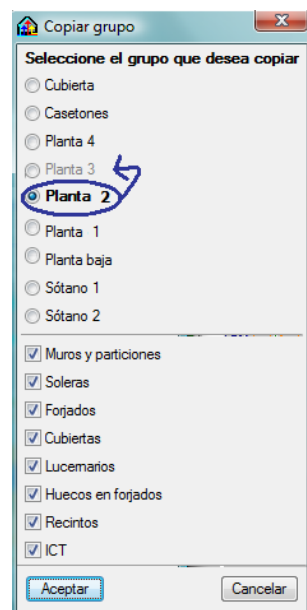 Copiar grupo
Seleccione el grupo que desea copiar
Cubierta
Casetones
Planta 4
Planta 3
Planta 2
Planta 1
Planta baja
Sótano 1
Sótano 2
Muros y particiones
Soleras
Forjados
Cubiertas
Lucernarios
Huecos en forjados
Recintos
ICT
Aceptar Cancelar